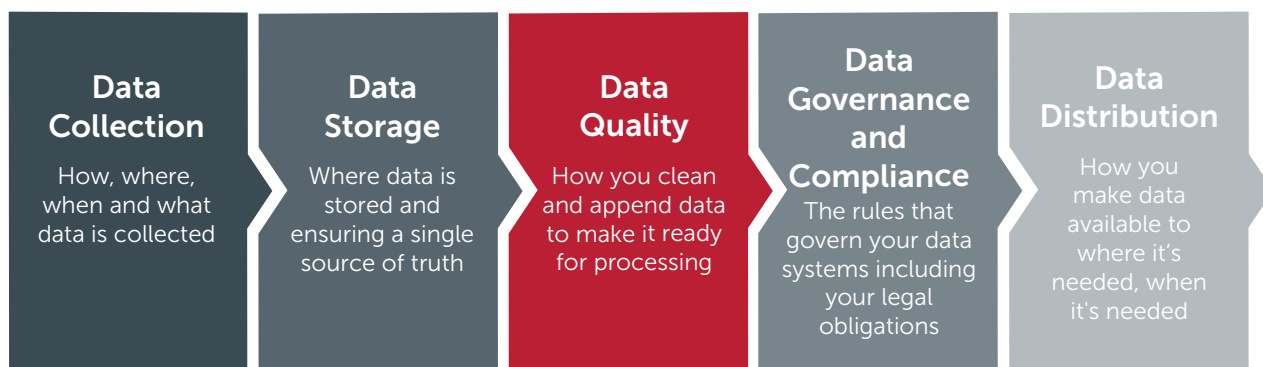 Data
Collection
How, where,
when and what
data is collected
Data
Storage
Where data is
stored and
ensuring a single
source of truth
Data
Quality
How you clean
and append data
to make it ready
for processing
Data
Governance
and
Compliance
The rules that
govern your data
systems including
your legal
obligations
Data
Distribution
How you
make data
available to
where it’s
needed, when
it's needed